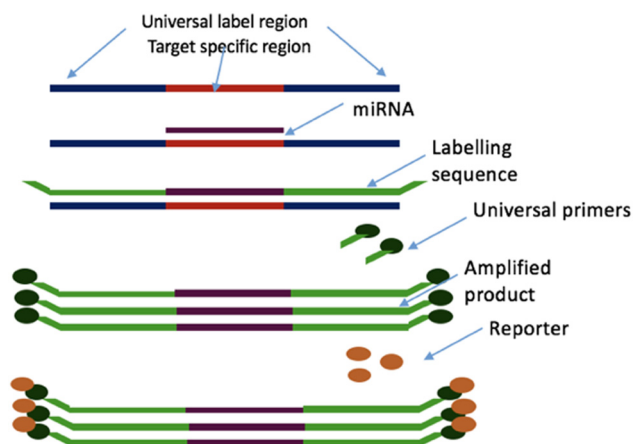 Universal label region
Target specific region
miRNA
Labelling
sequence
Universal primers
Amplified
product
Reporter